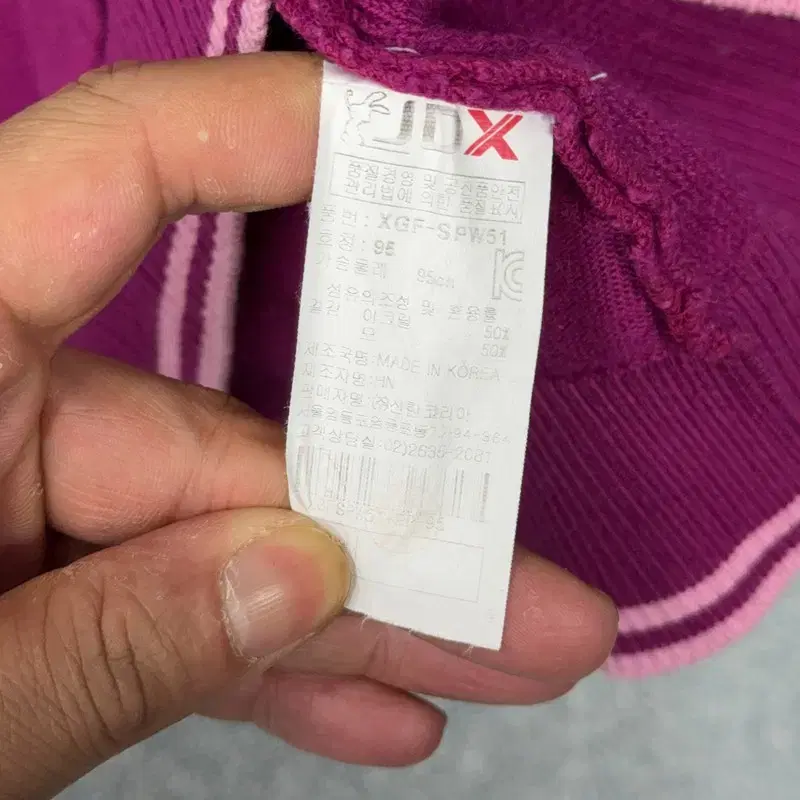 JDX
품질경영 및 공산품안전
관리법에 의한 품질표시
품 번 : XGF-SPW51
호칭 : 95
가슴둘레 95cm
섬유의조성 및 혼용률
겉감 아크릴 50%
모 50%
제조국명:MADE IN KOREA
제조자명:HN
판매자명:(주)신한코리아
고객상담실:02)2635-2081